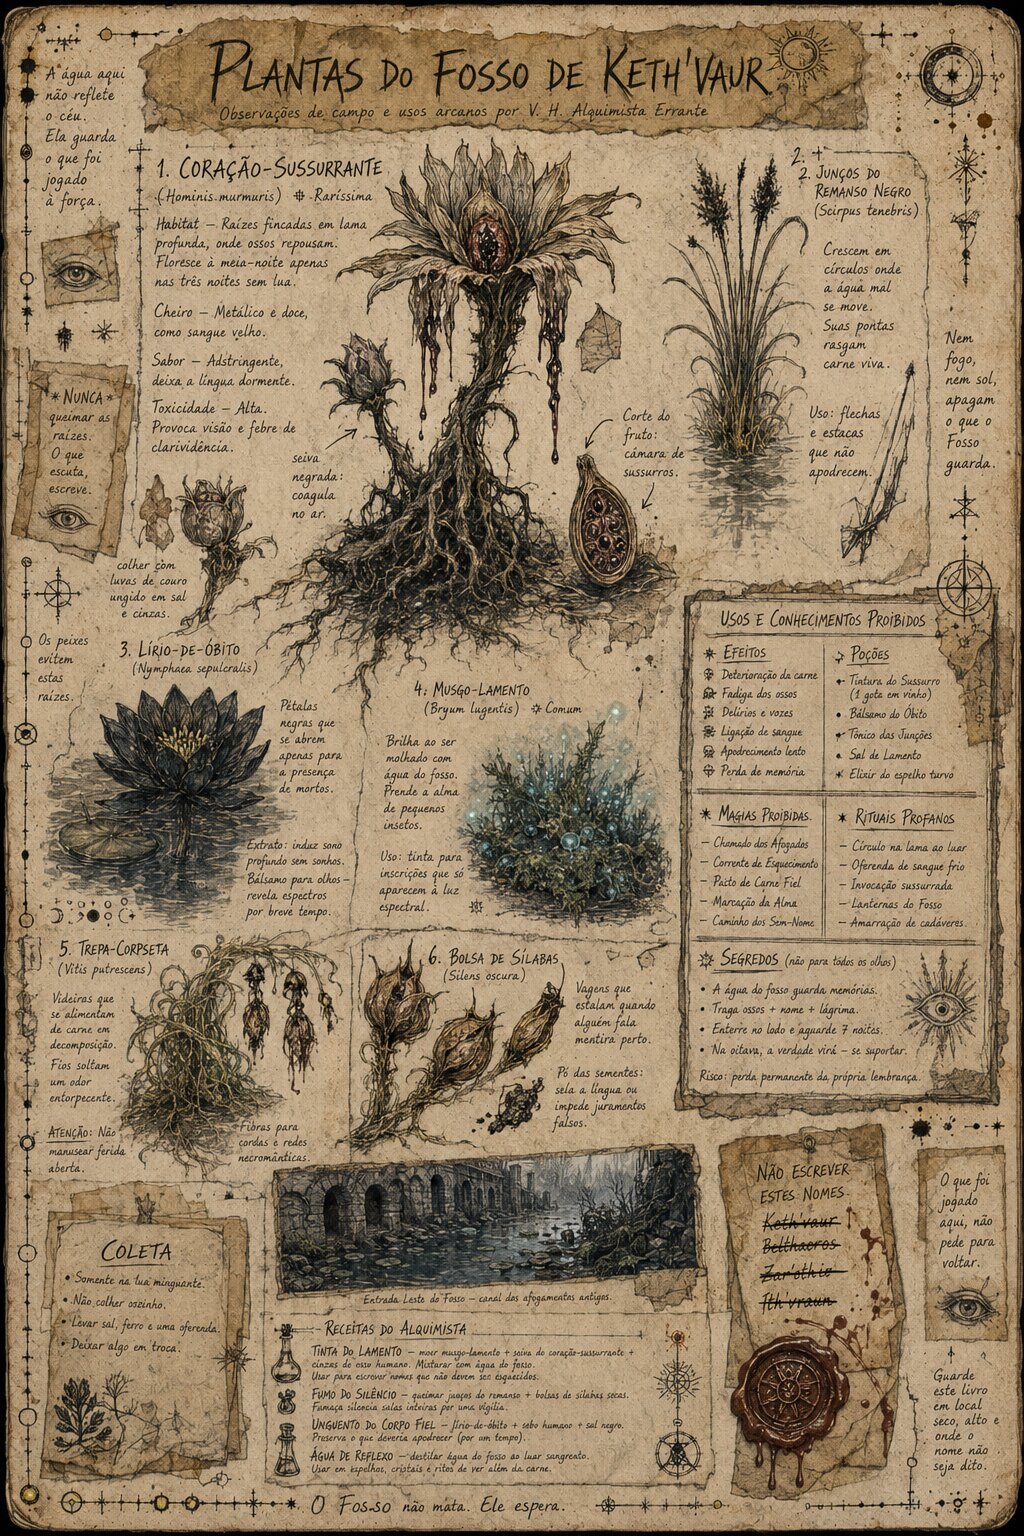 PLANTAS DO FOSSO DE KETH'VAUR
Observações de campo e usos arcanos por V. H. Alquimista Errante
A água aqui
não reflete
o céu.
Ela guarda
o que foi
jogado
à força.
* NUNCA *
queimar as
raízes.
O que
escuta,
escreve.
1. CORAÇÃO-SUSSURRANTE
(Hominis murmuris) Raríssima
Habitat – Raízes fincadas em lama
profunda, onde ossos repousam.
Floresce à meia-noite apenas
nas três noites sem lua.
Cheiro – Metálico e doce,
como sangue velho.
Sabor – Adstringente,
deixa a língua dormente.
Toxicidade – Alta.
Provoca visão e febre de
clarividência.
seiva
negrada:
coagula
no ar.
Corte do
fruto:
câmara de
sussurros.
colher com
luvas de couro
ungido em sal
e cinzas.
Os peixes
evitem
estas
raízes.
2.
2. JUNÇOS DO
REMANSO NEGRO
(Scirpus tenebris)
Crescem em
círculos onde
a água mal
se move.
Suas pontas
rasgam
carne viva.
Uso: flechas
e estacas
que não
apodrecem.
Nem
fogo,
nem sol,
apagam
o que o
Fosso
guarda.
3. LÍRIO-DE-ÓBITO
(Nymphaea sepulcralis)
Pétalas
negras que
se abrem
apenas para
a presença
de mortos.
Extrato: induz sono
profundo sem sonhos.
Bálsamo para olhos–
revela espectros
por breve tempo.
4: MUSGO-LAMENTO
(Bryum lugentis) Comum
Brilha ao ser
molhado com
água do fosso.
Prende a alma
de pequenos
insetos.
Uso: tinta para
inscrições que só
aparecem à luz
espectral.
USOS E CONHECIMENTOS PROIBIDOS
EFEITOS
Deterioração da carne
Fadiga dos ossos
Delírios e vozes
Ligação de sangue
Apodrecimento lento
Perda de memória
POÇÕES
Tintura do Sussurro
(1 gota em vinho)
Bálsamo do Óbito
Tônico das Junções
Sal de Lamento
Elixir do espelho turvo
MAGIAS PROIBIDAS
– Chamado dos Afogados
– Corrente de Esquecimento
– Pacto de Carne Fiel
– Marcação da Alma
– Caminho dos Sem-Nome
RITUAIS PROFANOS
– Círculo na lama ao luar
– Oferenda de sangue frio
– Invocação sussurrada
– Lanternas do Fosso
– Amarração de cadáveres
SEGREDOS (não para todos os olhos)
• A água do fosso guarda memórias.
• Traga ossos + nome + lágrima.
• Enterre no lodo e aguarde 7 noites.
• Na oitava, a verdade virá – se suportar.
Risco: perda permanente da própria lembrança.
5. TREPA-CORPSETA
(Vitis putrescens)
Videiras que
se alimentam
de carne em
decomposição.
Fios soltam
um odor
entorpecente.
ATENÇÃO: Não
manusear ferida
aberta.
Fibras para
cordas e redes
necromânticas.
6. BOLSA DE SÍLABAS
(Silens oscura)
Vagens que
estalam quando
alguém fala
mentira perto.
Pó das sementes:
sela a língua ou
impede juramentos
falsos.
COLETA
• Somente na lua minguante.
• Não colher sozinho.
• Levar sal, ferro e uma oferenda.
• Deixar algo em troca.
Entrada Leste do Fosso – canal dos afogamentos antigos.
RECEITAS DO ALQUIMISTA
TINTA DO LAMENTO – moer musgo-lamento + seiva do coração-sussurrante +
cinzas de osso humano. Misturar com água do fosso.
Usar para escrever nomes que não devem ser esquecidos.
FUMO DO SILÊNCIO – queimar junços do remanso + bolsas de sílabas secas.
Fumaça silencia salas inteiras por uma vigília.
UNGUENTO DO CORPO FIEL – lírio-de-óbito + sebo humano + sal negro.
Preserva o que deveria apodrecer (por um tempo).
ÁGUA DE REFLEXO – destilar água do fosso ao luar sangrento.
Usar em espelhos, cristais e ritos de ver além da carne.
NÃO ESCREVER
ESTES NOMES
Keth'vaur
Belthaoros
Zar'othiz
Ith'vraun
O que foi
jogado
aqui, não
pede para
voltar.
Guarde
este livro
em local
seco, alto e
onde o
nome não
seja dito.
O FOSSO não mata. Ele espera.